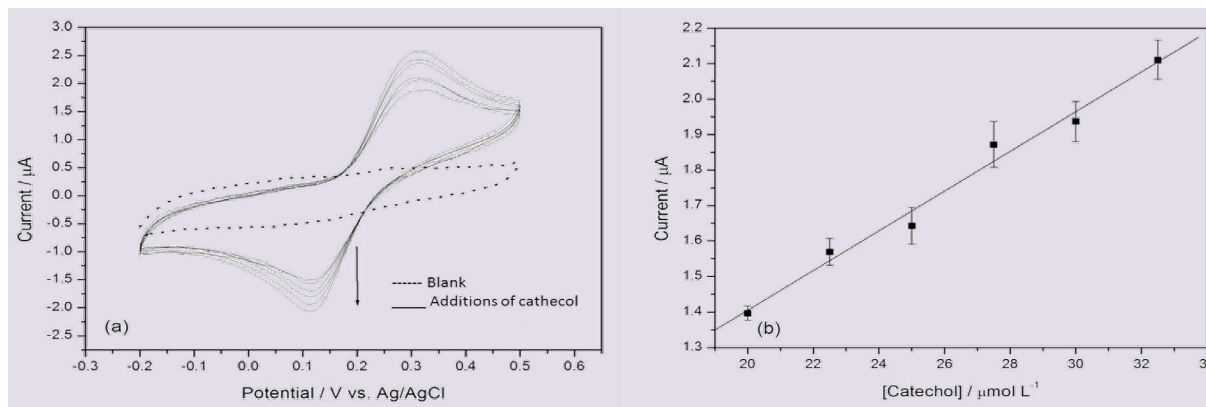 3.0
2.5
2.0
1.5
1.0
0.5
0.0
-0.5
-1.0
-1.5
-2.0
-2.5
Current / µA
(a)
Blank
Additions of cathecol
-0.3 -0.2 -0.1 0.0 0.1 0.2 0.3 0.4 0.5 0.6
Potential / V vs. Ag/AgCl
2.2
2.1
2.0
1.9
1.8
1.7
1.6
1.5
1.4
1.3
Current / µA
(b)
20 22 24 26 28 30 32
[Catechol] / µmol L⁻¹